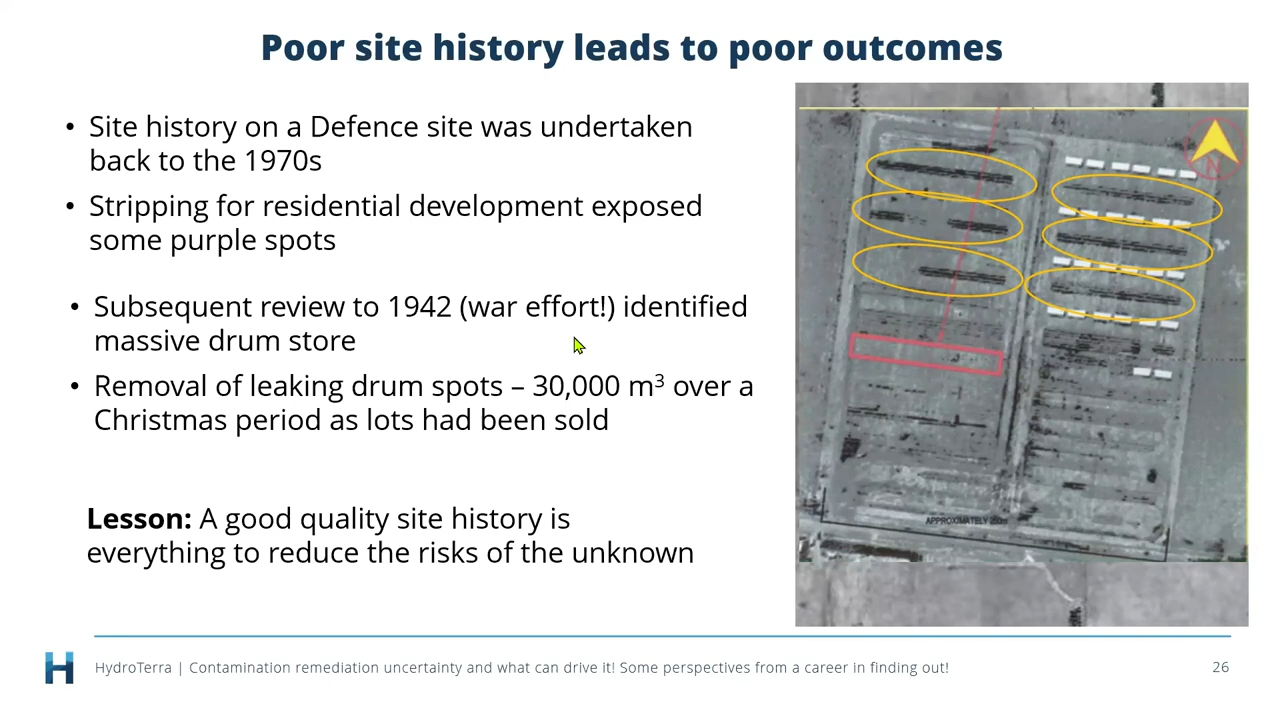 Poor site history leads to poor outcomes
• Site history on a Defence site was undertaken
back to the 1970s
• Stripping for residential development exposed
some purple spots
• Subsequent review to 1942 (war effort!) identified
massive drum store
• Removal of leaking drum spots – 30,000 m³ over a
Christmas period as lots had been sold
Lesson: A good quality site history is
everything to reduce the risks of the unknown
N
APPROXIMATELY
HydroTerra | Contamination remediation uncertainty and what can drive it! Some perspectives from a career in finding out!
26